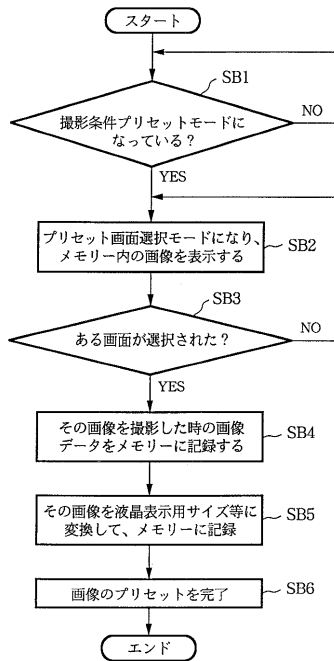 スタート
SB1
撮影条件プリセットモードに
なっている？
NO
YES
プリセット画面選択モードになり、
メモリー内の画像を表示する
SB2
SB3
ある画面が選択された？
NO
YES
その画像を撮影した時の画像
データをメモリーに記録する
SB4
その画像を液晶表示用サイズ等に
変換して、メモリーに記録
SB5
画像のプリセットを完了
SB6
エンド